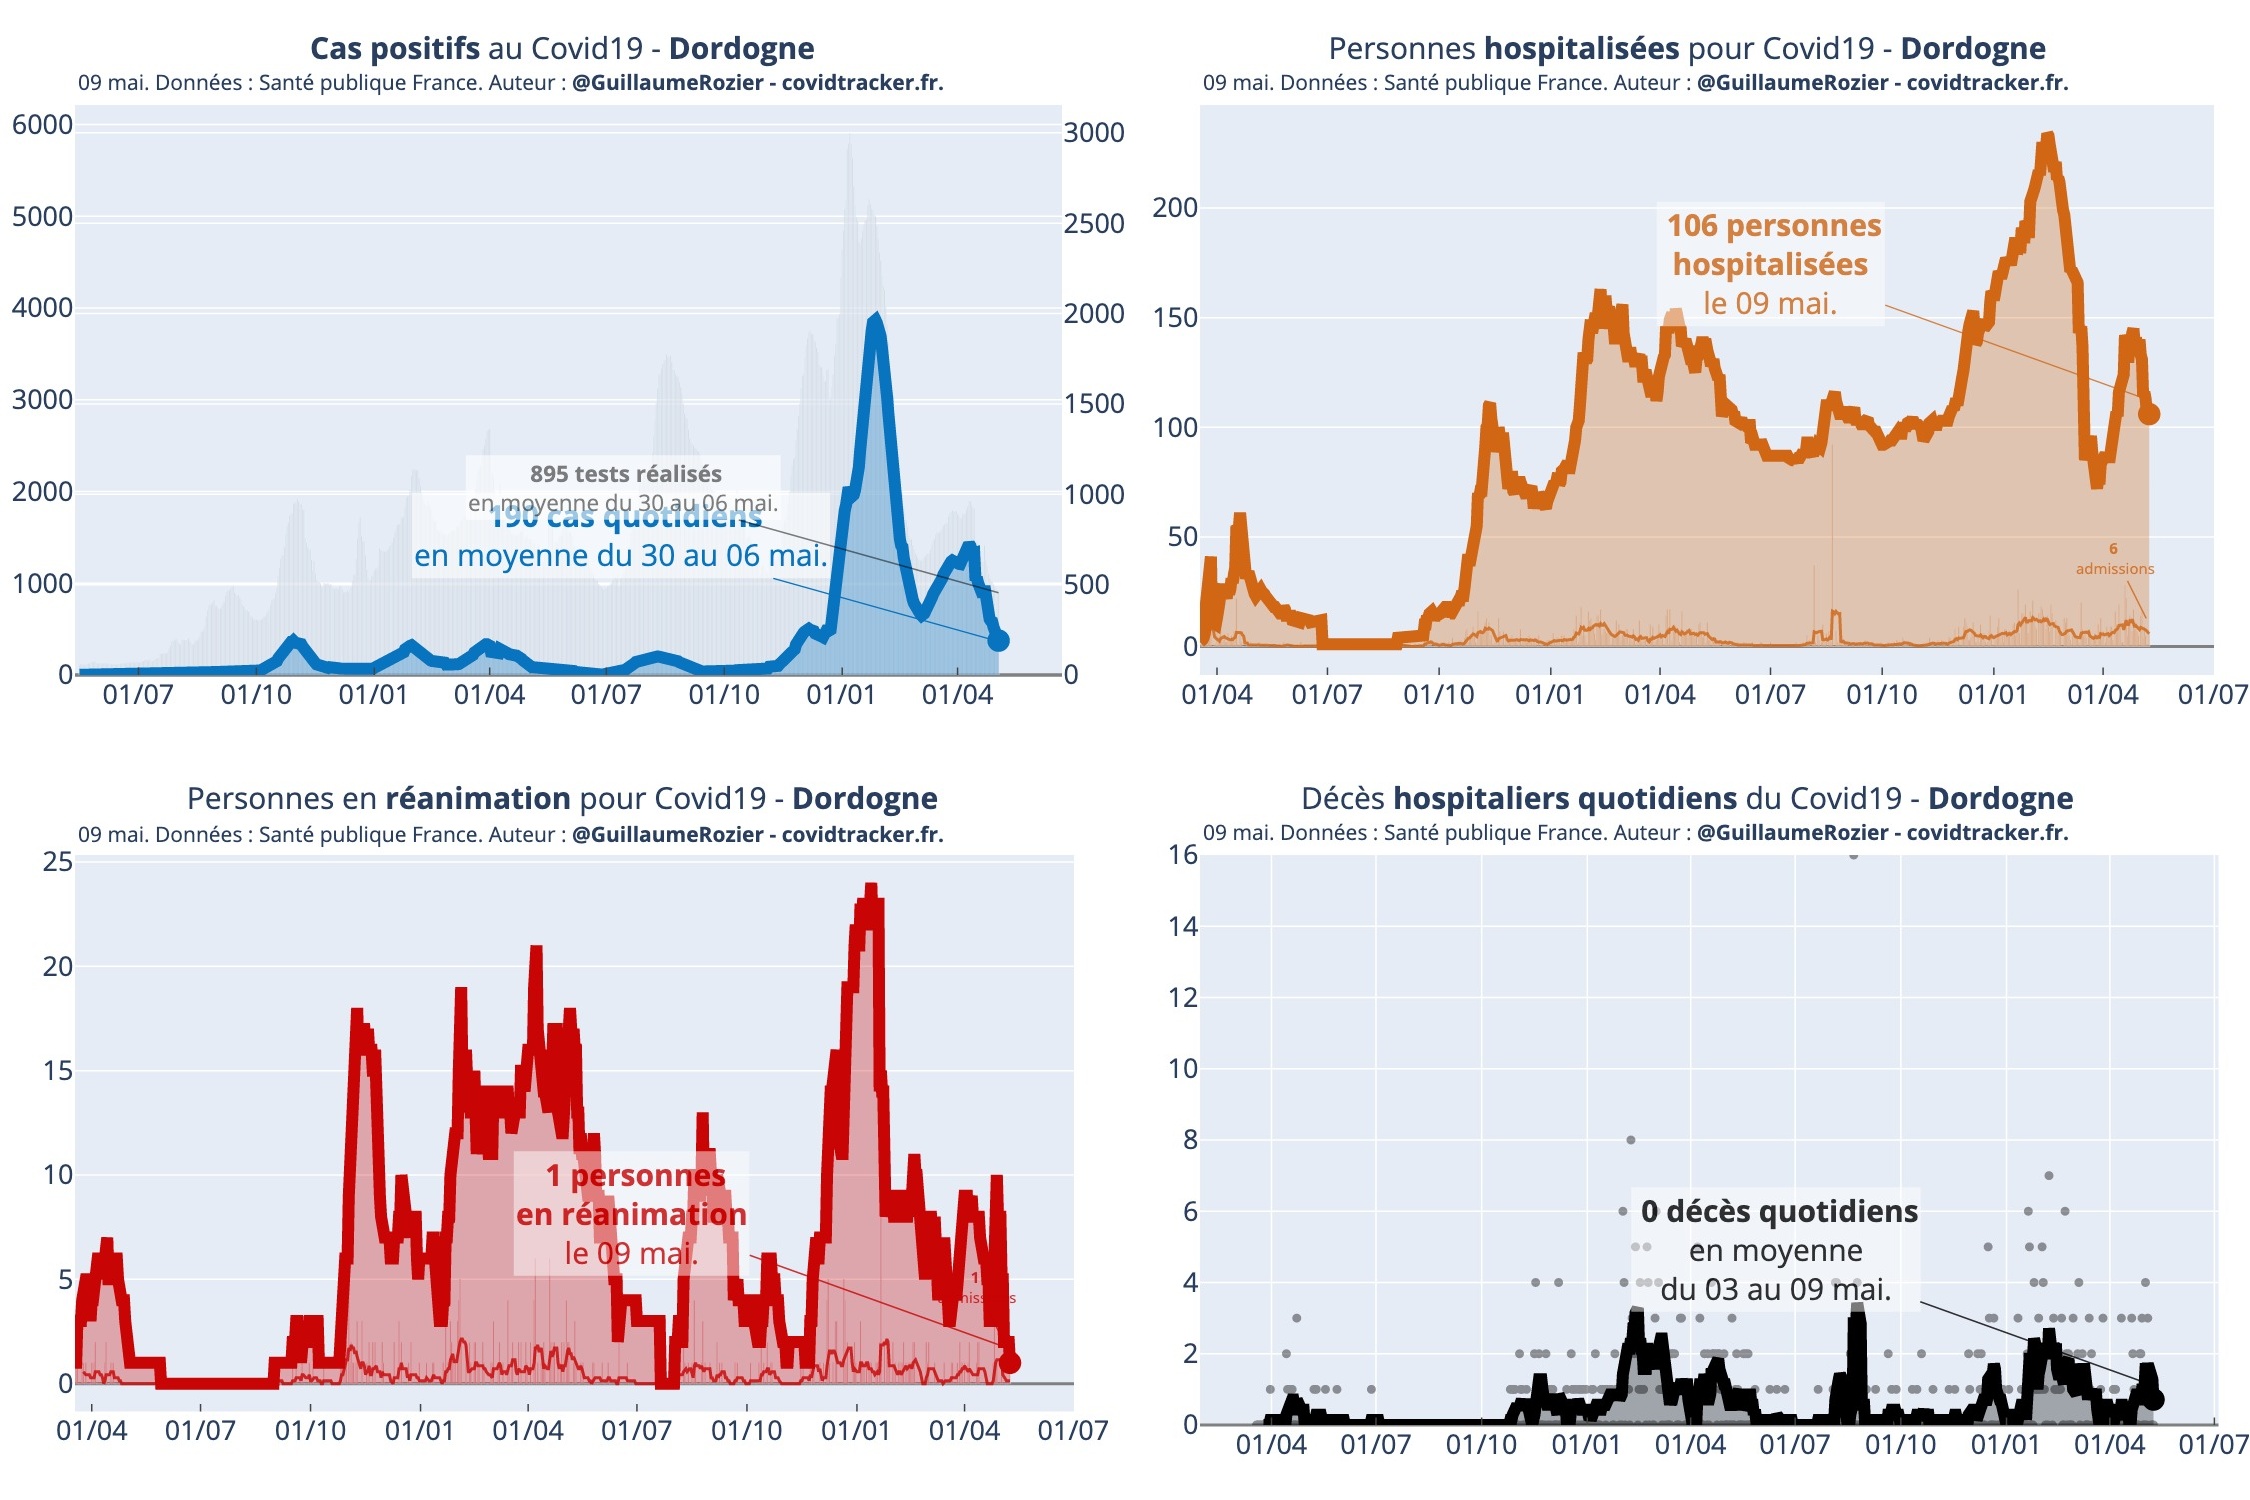 Cas positifs au Covid19 - Dordogne
09 mai. Données : Santé publique France. Auteur : @GuillaumeRozier - covidtracker.fr.
6000
5000
4000
3000
2000
1000
0
3000
2500
2000
1500
1000
500
0
895 tests réalisés
en moyenne du 30 au 06 mai.
190 cas quotidiens
en moyenne du 30 au 06 mai.
01/07 01/10 01/01 01/04 01/07 01/10 01/01 01/04
Personnes hospitalisées pour Covid19 - Dordogne
09 mai. Données : Santé publique France. Auteur : @GuillaumeRozier - covidtracker.fr.
200
150
100
50
0
106 personnes
hospitalisées
le 09 mai.
6
admissions
01/04 01/07 01/10 01/01 01/04 01/07 01/10 01/01 01/04 01/07
Personnes en réanimation pour Covid19 - Dordogne
09 mai. Données : Santé publique France. Auteur : @GuillaumeRozier - covidtracker.fr.
25
20
15
10
5
0
1 personnes
en réanimation
le 09 mai.
1
01/04 01/07 01/10 01/01 01/04 01/07 01/10 01/01 01/04 01/07
Décès hospitaliers quotidiens du Covid19 - Dordogne
09 mai. Données : Santé publique France. Auteur : @GuillaumeRozier - covidtracker.fr.
16
14
12
10
8
6
4
2
0
0 décès quotidiens
en moyenne
du 03 au 09 mai.
01/04 01/07 01/10 01/01 01/04 01/07 01/10 01/01 01/04 01/07